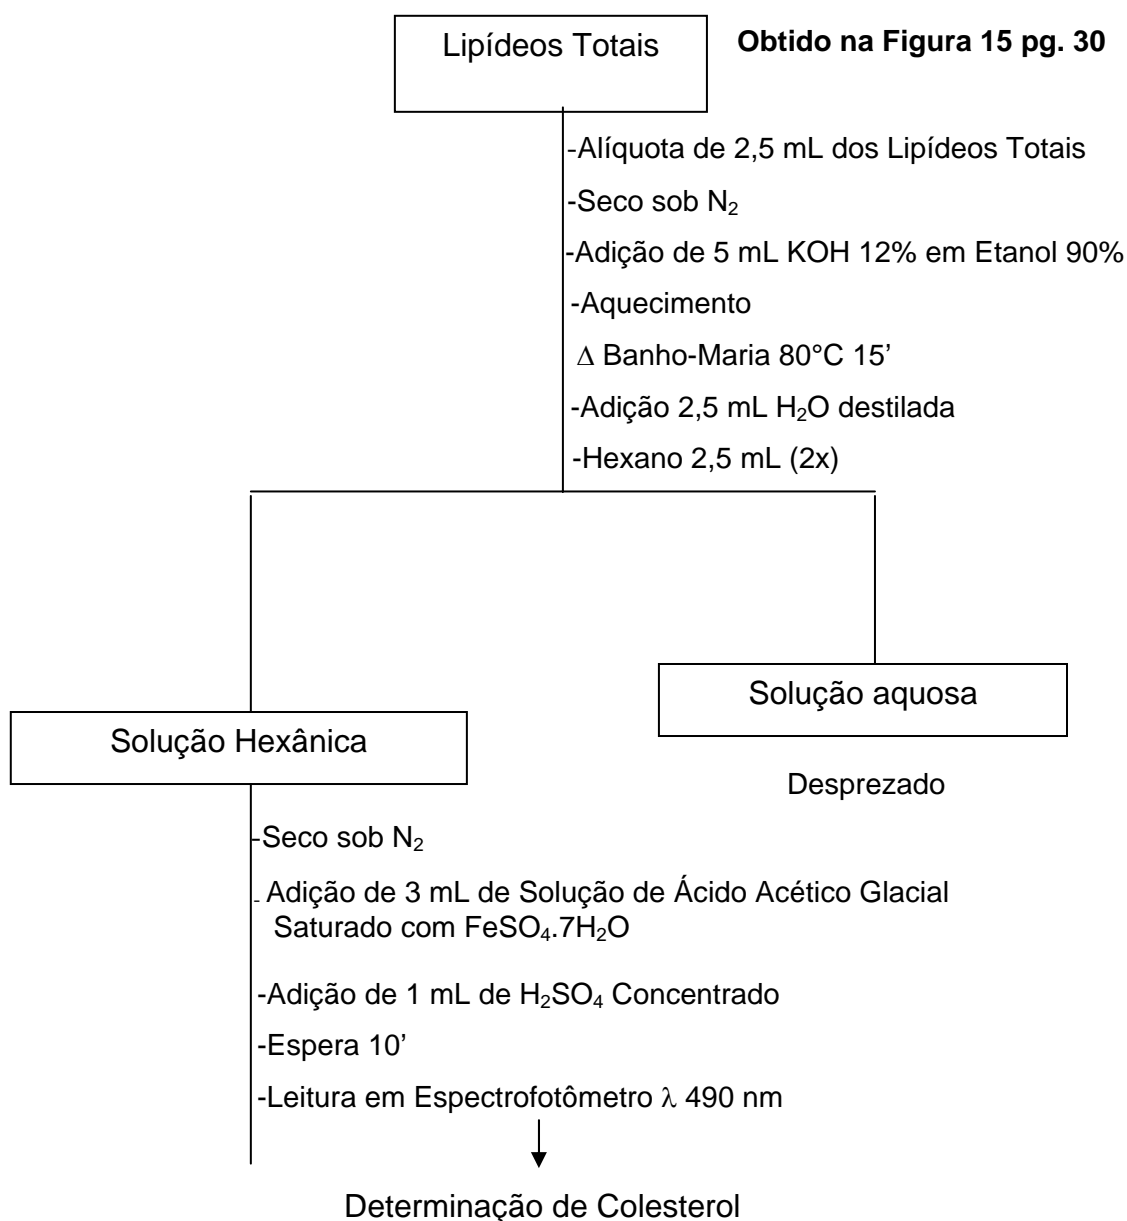 Lipídeos Totais
Obtido na Figura 15 pg. 30
-Alíquota de 2,5 mL dos Lipídeos Totais
-Seco sob N₂
-Adição de 5 mL KOH 12% em Etanol 90%
-Aquecimento
Δ Banho-Maria 80°C 15’
-Adição 2,5 mL H₂O destilada
-Hexano 2,5 mL (2x)
Solução aquosa
Solução Hexânica
Desprezado
-Seco sob N₂
- Adição de 3 mL de Solução de Ácido Acético Glacial
Saturado com FeSO₄.7H₂O
-Adição de 1 mL de H₂SO₄ Concentrado
-Espera 10’
-Leitura em Espectrofotômetro λ 490 nm
Determinação de Colesterol